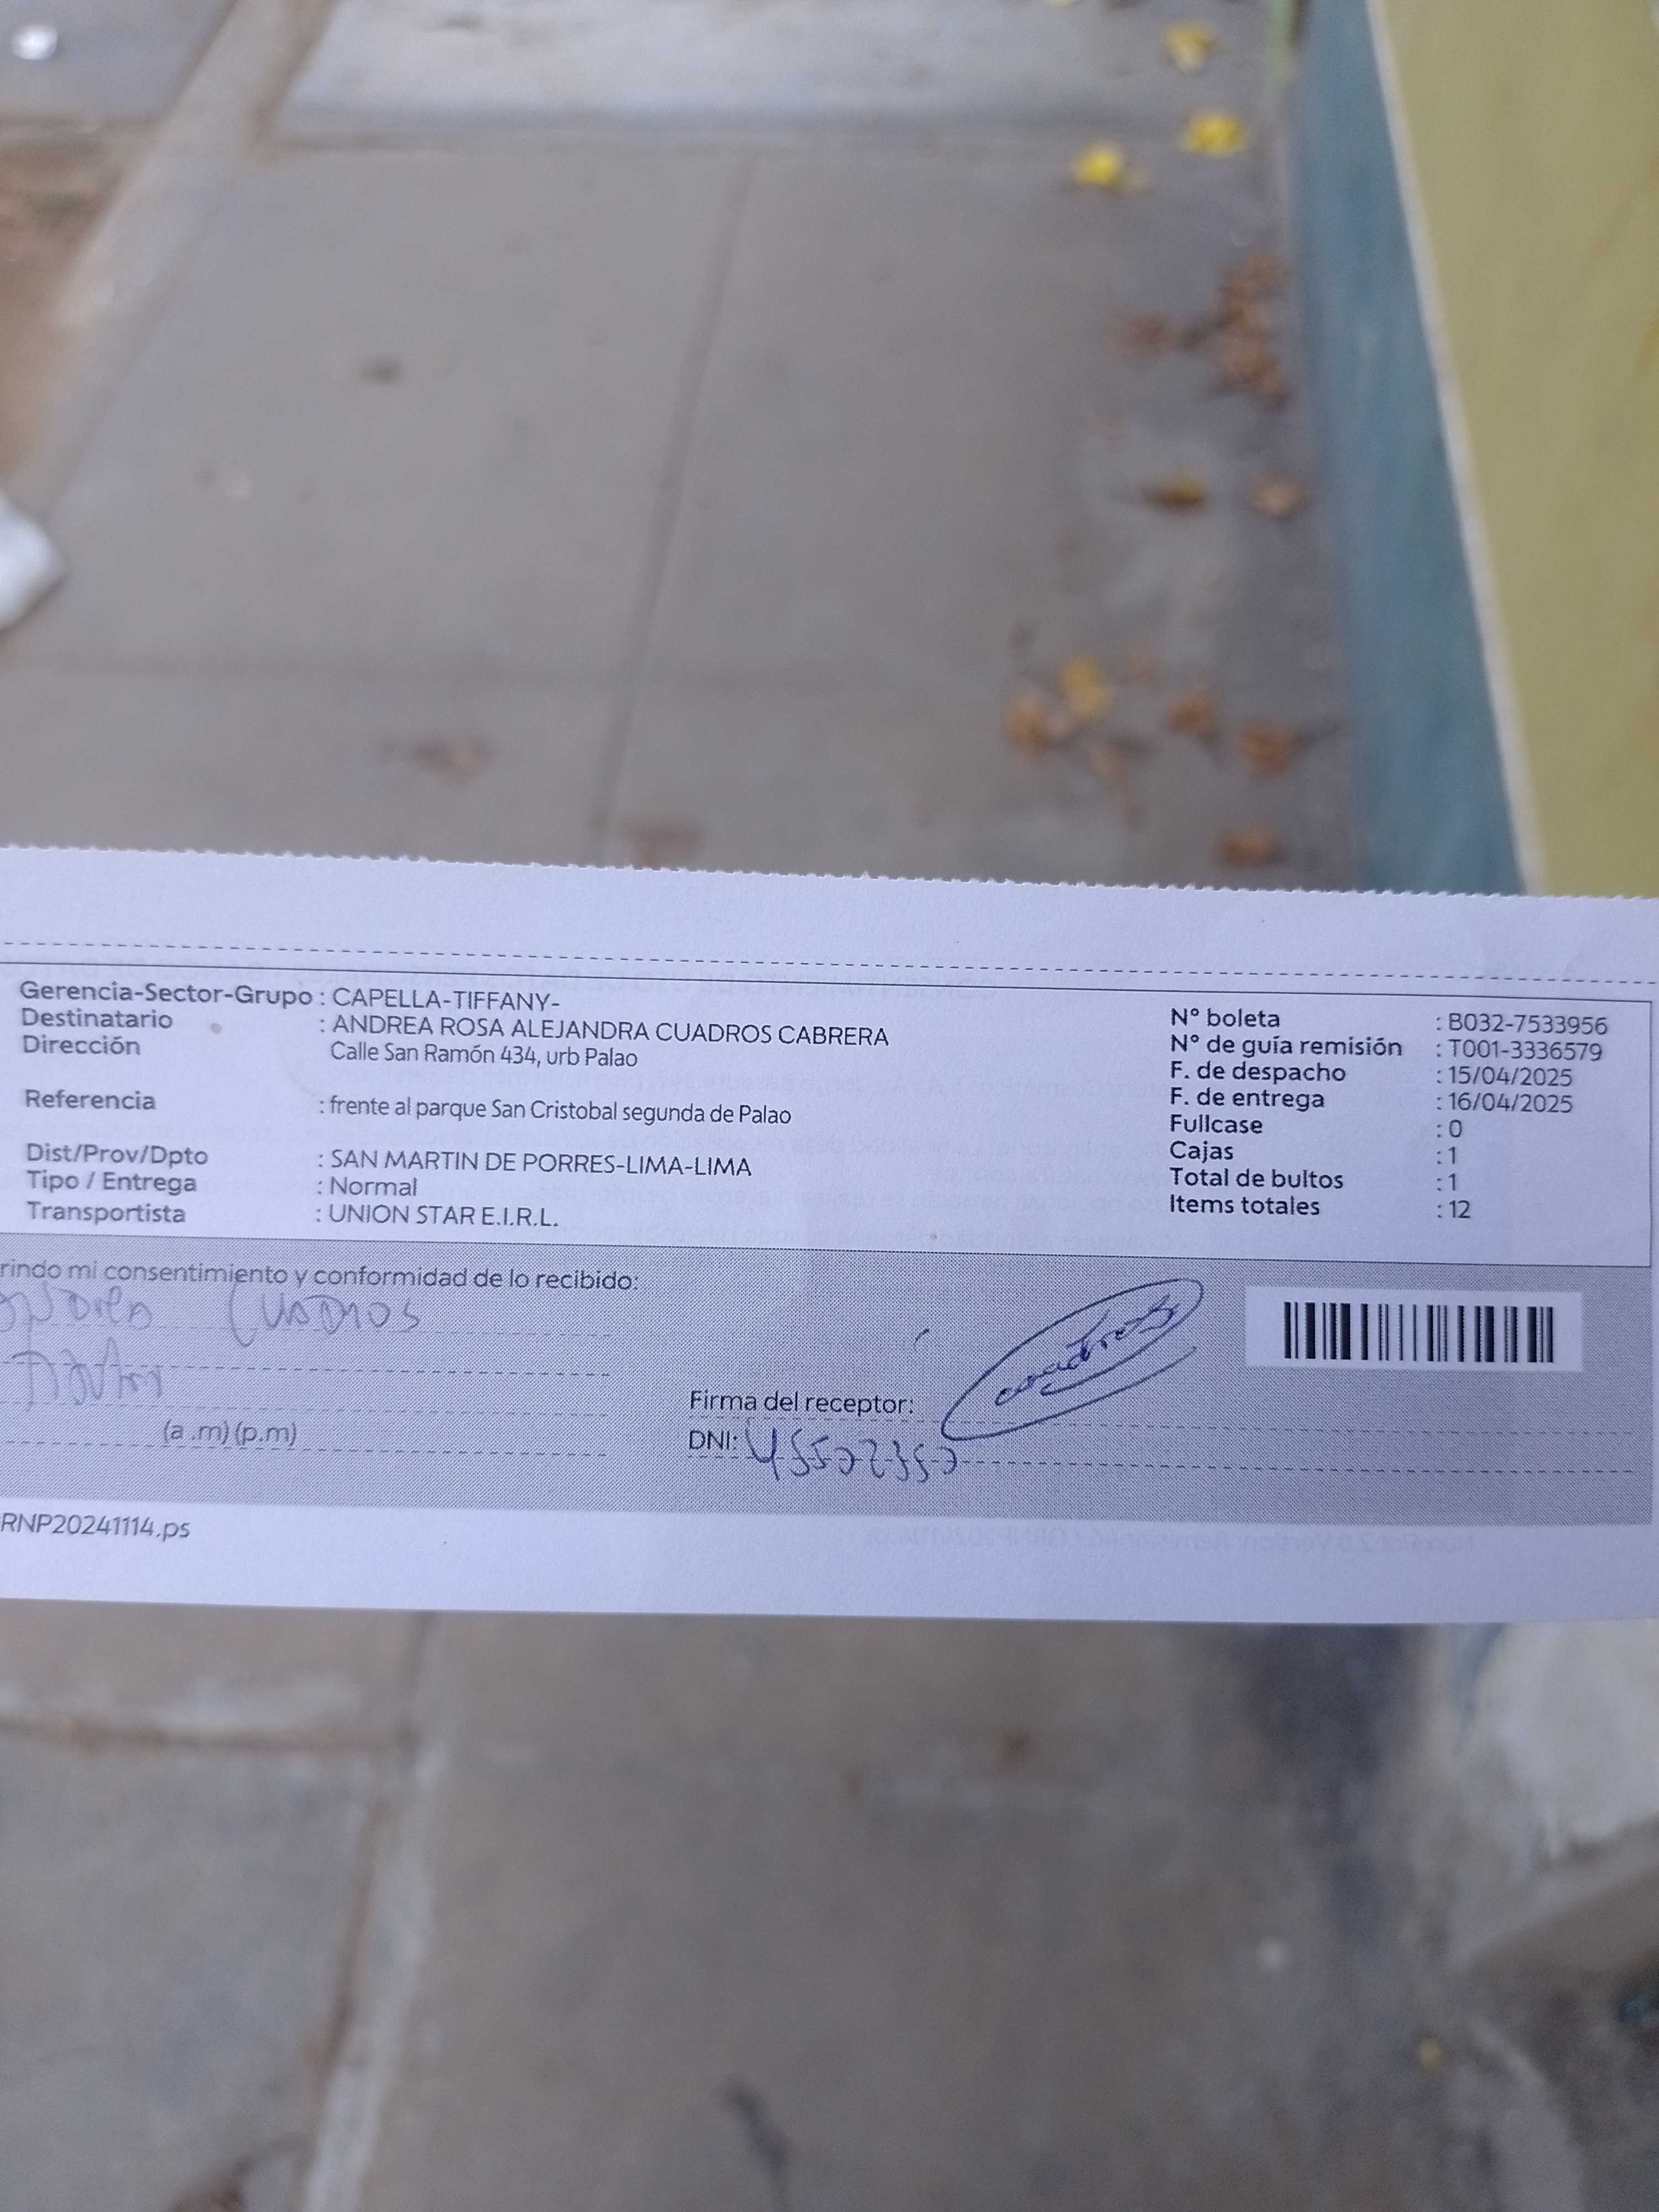 Gerencia-Sector-Grupo : CAPELLA-TIFFANY-
Destinatario : ANDREA ROSA ALEJANDRA CUADROS CABRERA
Dirección Calle San Ramón 434, urb Palao
Referencia : frente al parque San Cristobal segunda de Palao
Dist/Prov/Dpto : SAN MARTIN DE PORRES-LIMA-LIMA
Tipo / Entrega : Normal
Transportista : UNION STAR E.I.R.L.
N° boleta : B032-7533956
N° de guía remisión : T001-3336579
F. de despacho : 15/04/2025
F. de entrega : 16/04/2025
Fullcase : 0
Cajas : 1
Total de bultos : 1
Items totales : 12
rindo mi consentimiento y conformidad de lo recibido:
Cuadros
(a .m) (p.m)
Firma del receptor:
DNI: 45502350
RNP20241114.ps